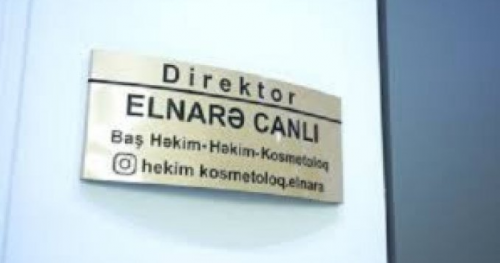 Direktor
ELNARƏ CANLI
Baş Həkim-Həkim-Kosmetoloq
hekim kosmetoloq.elnara